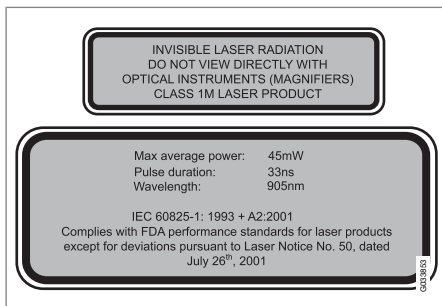 INVISIBLE LASER RADIATION
DO NOT VIEW DIRECTLY WITH
OPTICAL INSTRUMENTS (MAGNIFIERS)
CLASS 1M LASER PRODUCT
Max average power: 45mW
Pulse duration: 33ns
Wavelength: 905nm
IEC 60825-1: 1993 + A2:2001
Complies with FDA performance standards for laser products
except for deviations pursuant to Laser Notice No. 50, dated
July 26th, 2001
G033853